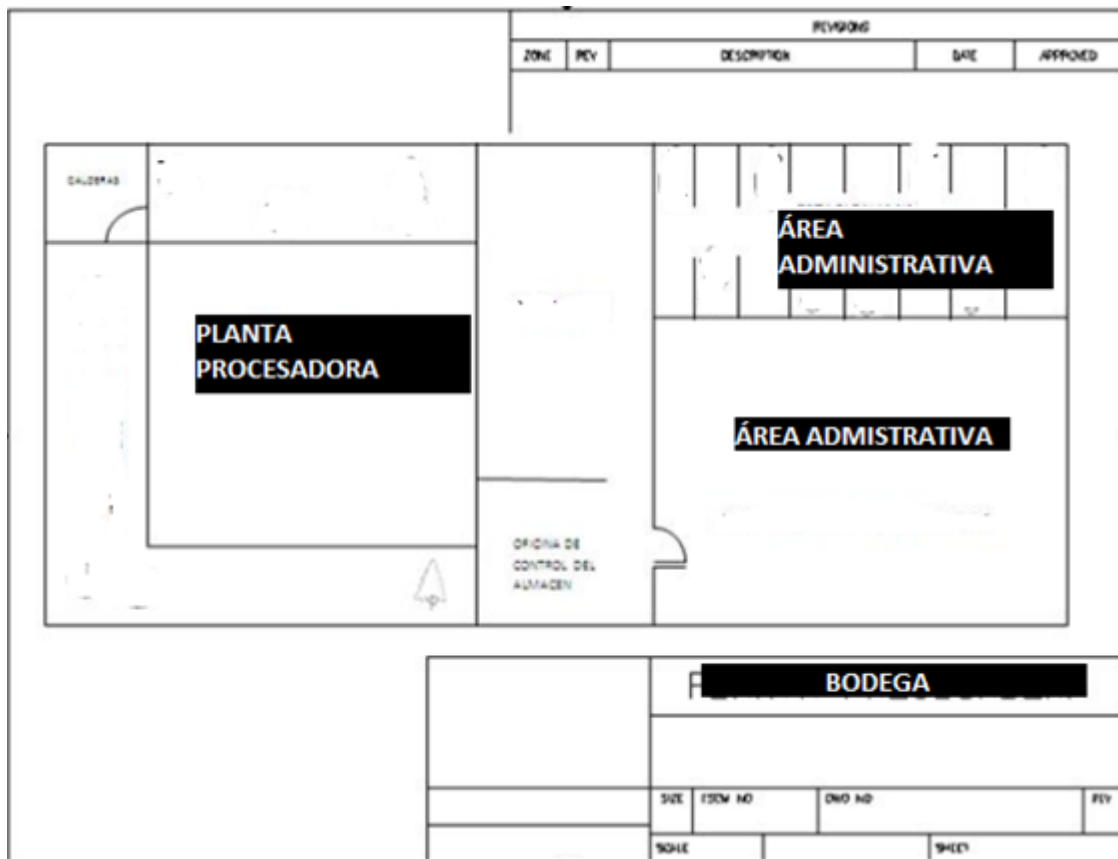 REVISIONS
ZONE REV DESCRIPTION DATE APPROVED
CALDERAS
ÁREA
ADMINISTRATIVA
PLANTA
PROCESADORA
ÁREA ADMISTRATIVA
OFICINA DE
CONTROL DEL
ALMACEN
BODEGA
SIZE FSCM NO DWG NO REV
SCALE SHEET